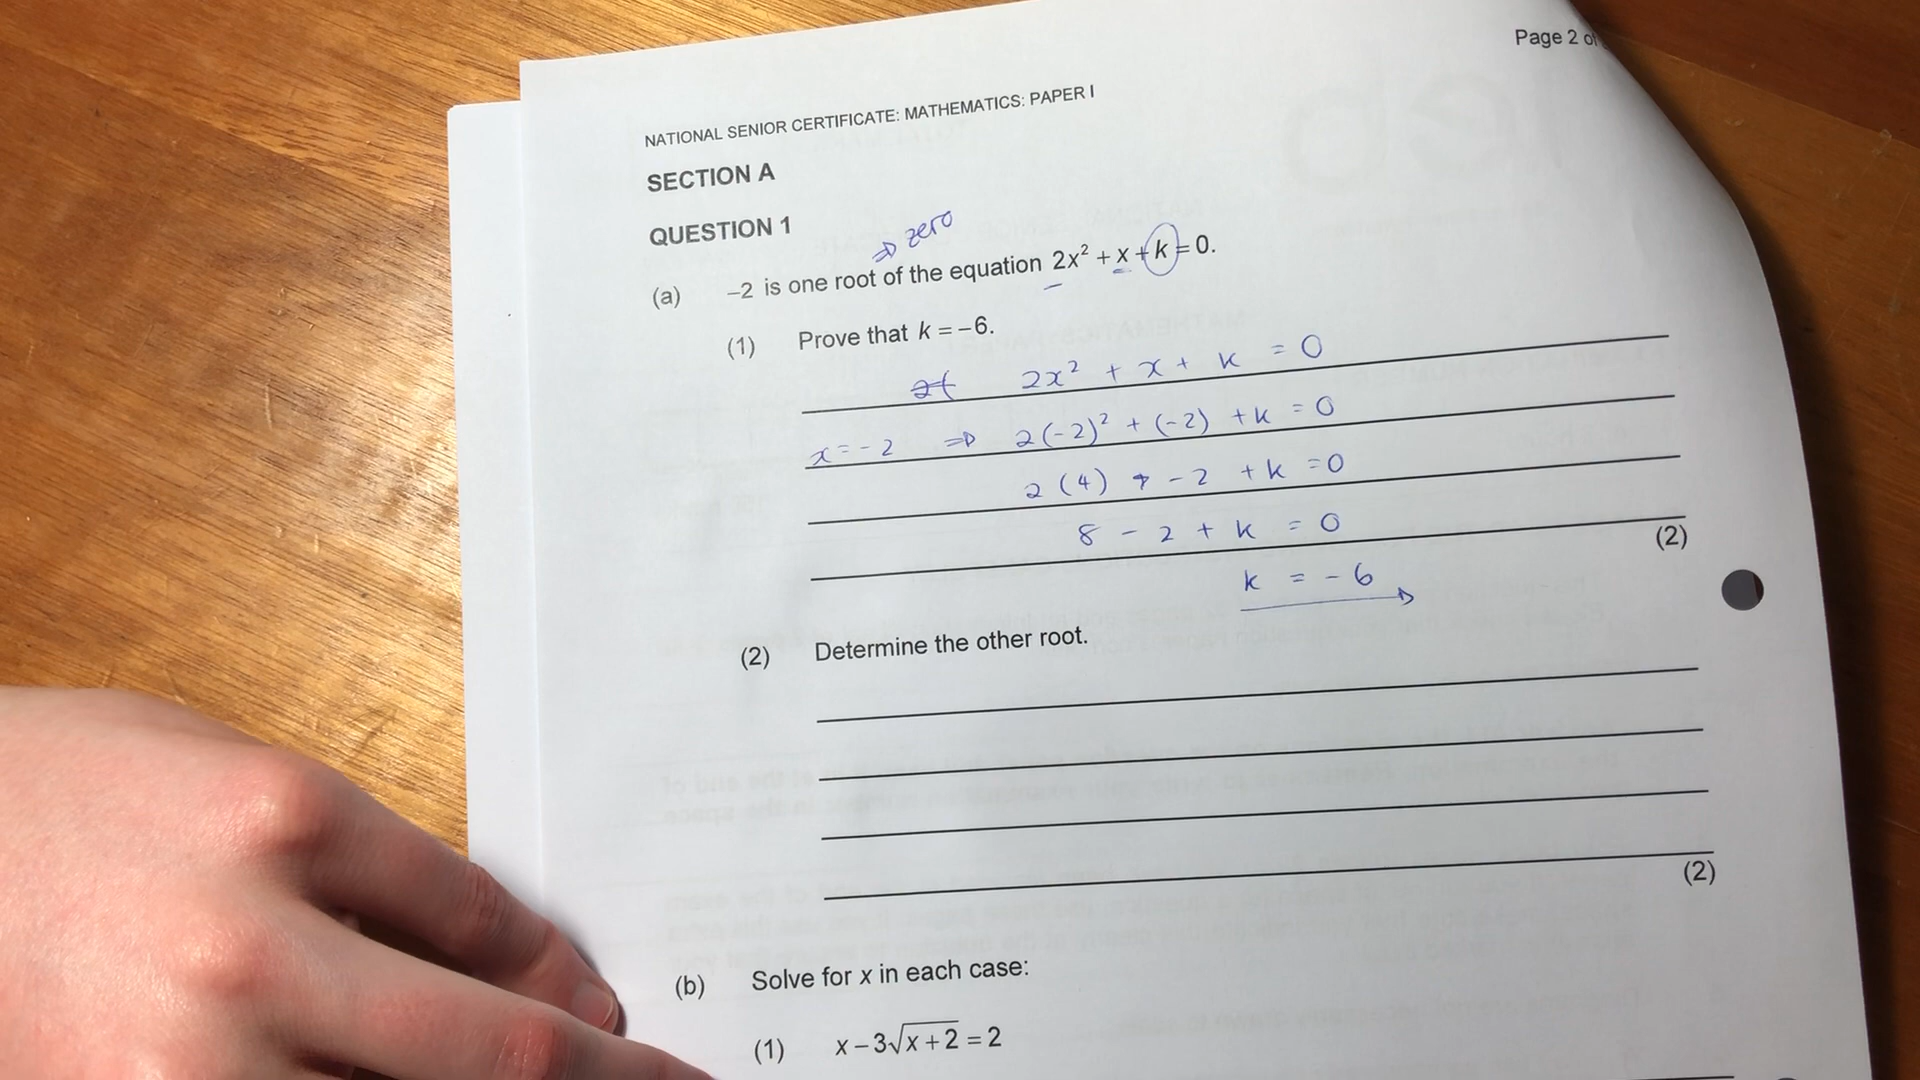 Page 2 of
NATIONAL SENIOR CERTIFICATE: MATHEMATICS: PAPER I
SECTION A
QUESTION 1
⇒ zero
(a) –2 is one root of the equation 2x² + x + k = 0.
(1) Prove that k = –6.
2x² + x + k = 0
x = -2 ⇒ 2(-2)² + (-2) + k = 0
2(4) + -2 + k = 0
8 - 2 + k = 0
(2)
k = -6
(2) Determine the other root.
(2)
(b) Solve for x in each case:
(1) x – 3√(x + 2) = 2